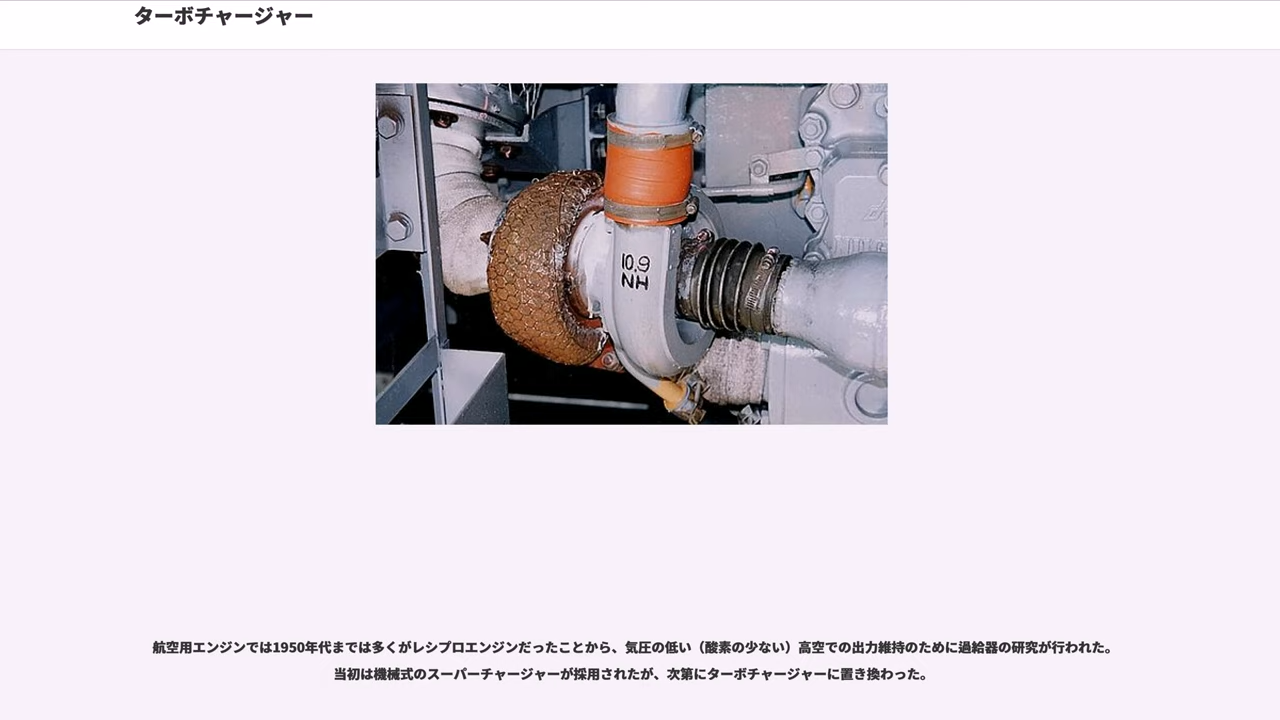 ターボチャージャー
10.9
NH
航空用エンジンでは1950年代までは多くがレシプロエンジンだったことから、気圧の低い（酸素の少ない）高空での出力維持のために過給器の研究が行われた。
当初は機械式のスーパーチャージャーが採用されたが、次第にターボチャージャーに置き換わった。